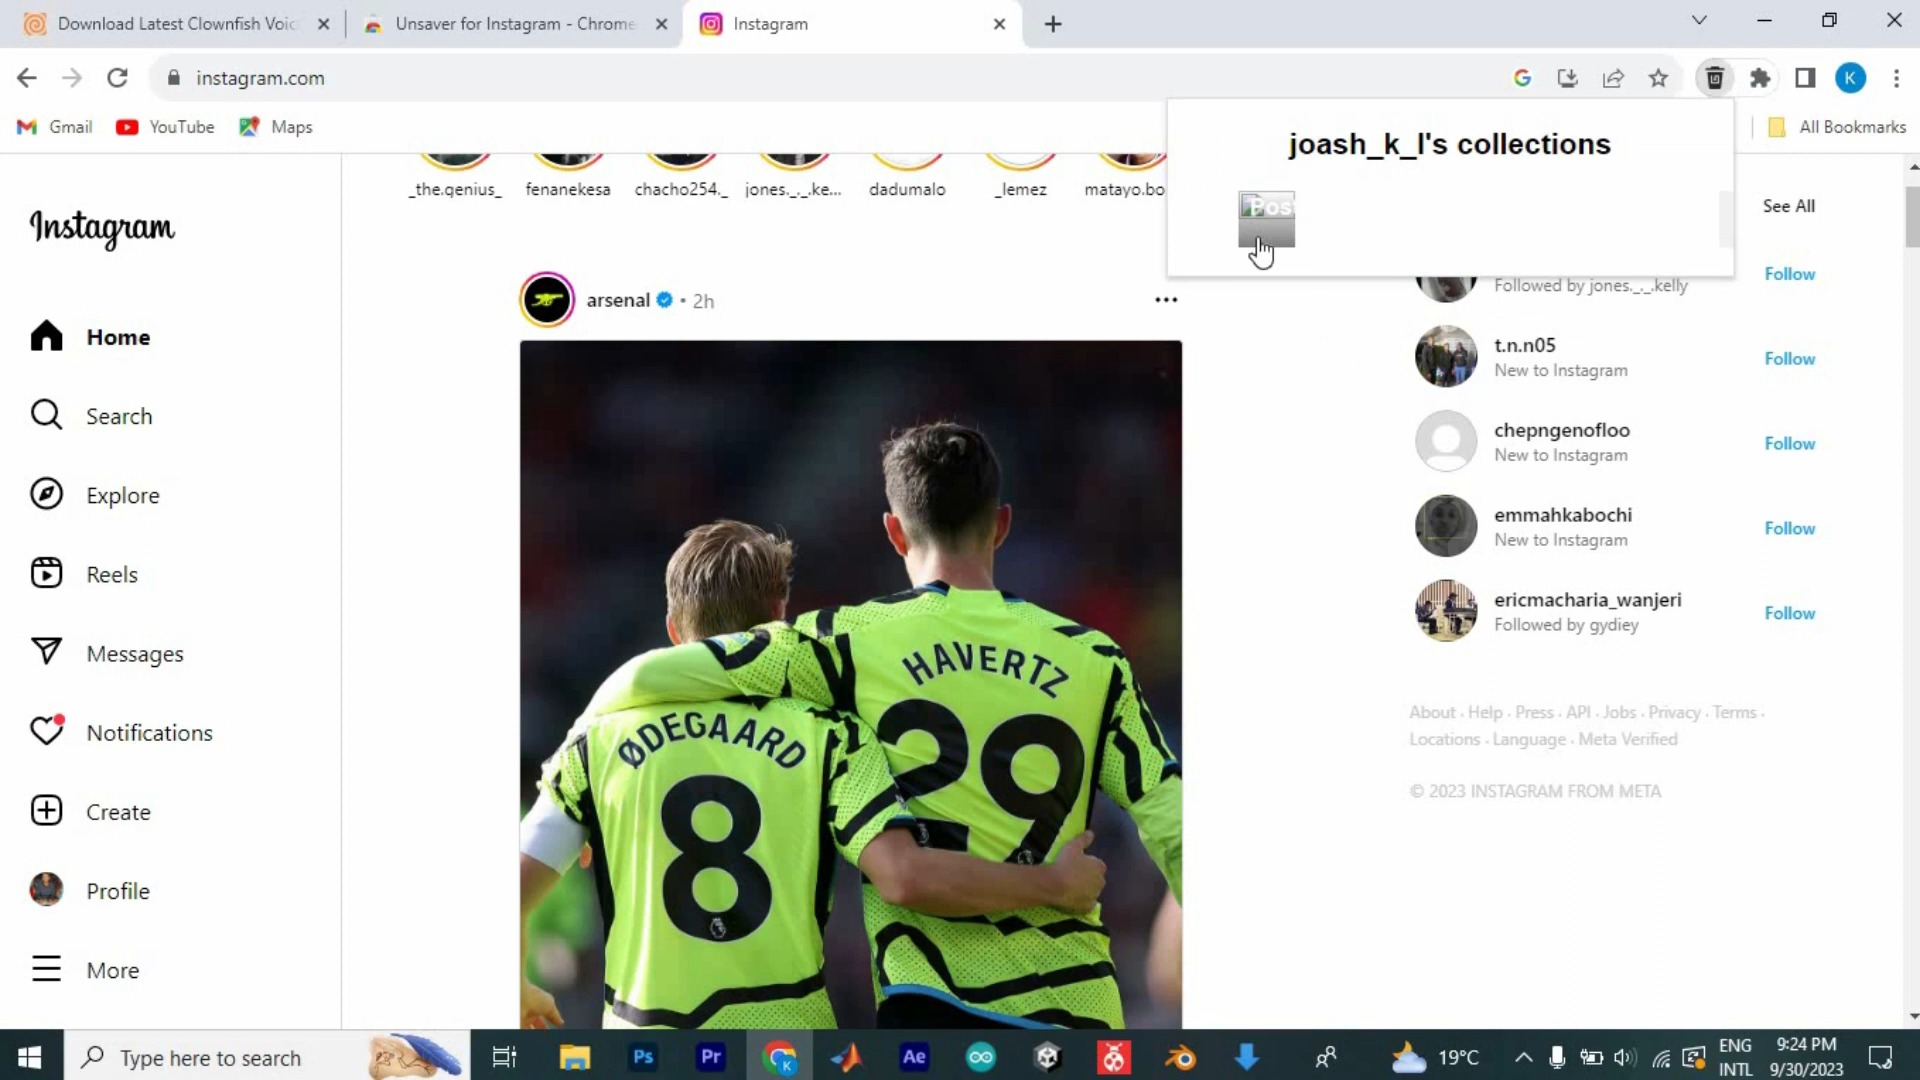 Download Latest Clownfish Voic
Unsaver for Instagram - Chrome
Instagram
instagram.com
K
Gmail
YouTube
Maps
All Bookmarks
joash_k_l's collections
Post
Instagram
_the.genius_
fenanekesa
chacho254._
jones._._.ke...
dadumalo
_lemez
matayo.bo
See All
arsenal • 2h
Followed by jones._._.kelly
Follow
t.n.n05
New to Instagram
Follow
chepngenofloo
New to Instagram
Follow
emmahkabochi
New to Instagram
Follow
ericmacharia_wanjeri
Followed by gydiey
Follow
Home
Search
Explore
Reels
Messages
Notifications
Create
Profile
More
HAVERTZ
29
ØDEGAARD
8
About · Help · Press · API · Jobs · Privacy · Terms ·
Locations · Language · Meta Verified
© 2023 INSTAGRAM FROM META
Type here to search
Ps
Pr
K
Ae
19°C
ENG
INTL
9:24 PM
9/30/2023